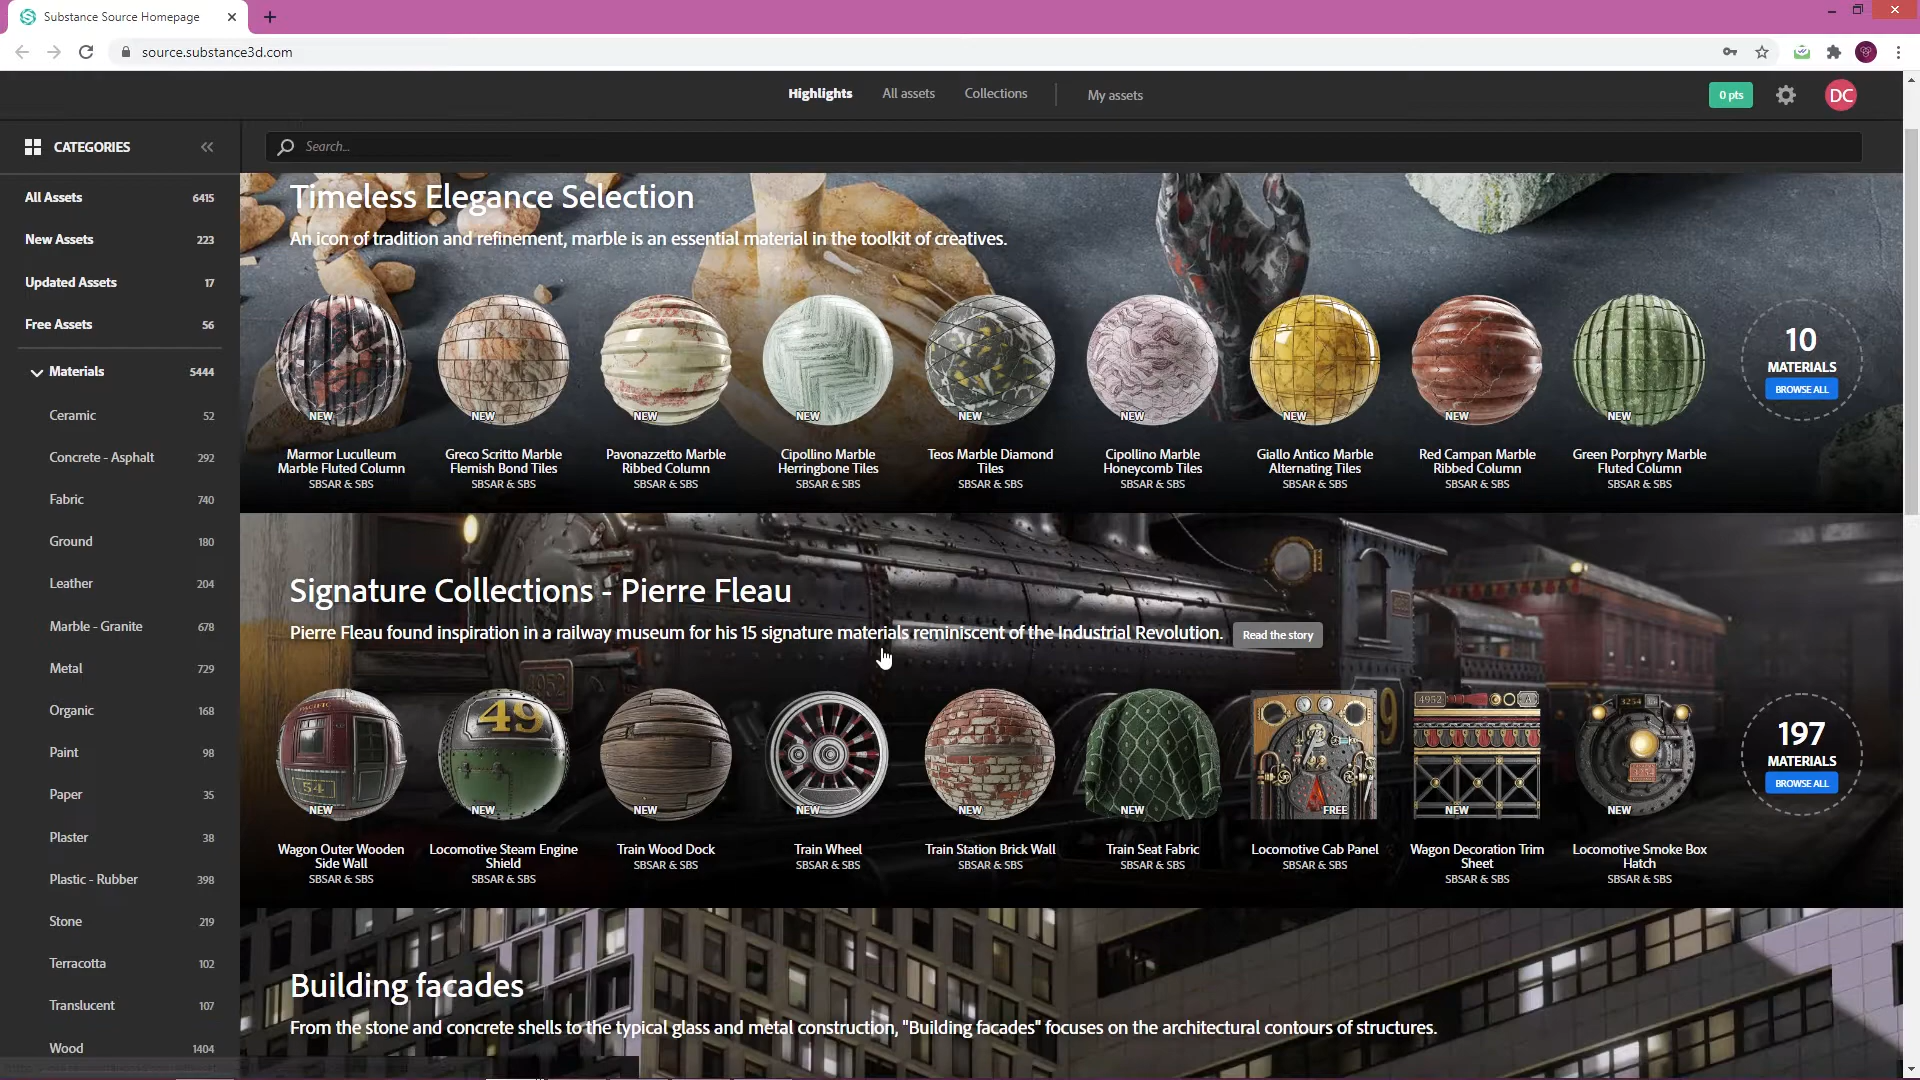 Substance Source Homepage
source.substance3d.com
Highlights
All assets
Collections
My assets
0 pts
DC
CATEGORIES
Search...
All Assets 6415
New Assets 223
Updated Assets 17
Free Assets 56
Materials 5444
Ceramic 52
Concrete - Asphalt 292
Fabric 740
Ground 180
Leather 204
Marble - Granite 678
Metal 729
Organic 168
Paint 98
Paper 35
Plaster 38
Plastic - Rubber 398
Stone 219
Terracotta 102
Translucent 107
Wood 1404
Timeless Elegance Selection
An icon of tradition and refinement, marble is an essential material in the toolkit of creatives.
NEW
Marmor Luculleum
Marble Fluted Column
SBSAR & SBS
NEW
Greco Scritto Marble
Flemish Bond Tiles
SBSAR & SBS
NEW
Pavonazzetto Marble
Ribbed Column
SBSAR & SBS
NEW
Cipollino Marble
Herringbone Tiles
SBSAR & SBS
NEW
Teos Marble Diamond
Tiles
SBSAR & SBS
NEW
Cipollino Marble
Honeycomb Tiles
SBSAR & SBS
NEW
Giallo Antico Marble
Alternating Tiles
SBSAR & SBS
NEW
Red Campan Marble
Ribbed Column
SBSAR & SBS
NEW
Green Porphyry Marble
Fluted Column
SBSAR & SBS
10
MATERIALS
BROWSE ALL
Signature Collections - Pierre Fleau
Pierre Fleau found inspiration in a railway museum for his 15 signature materials reminiscent of the Industrial Revolution.
Read the story
4952
9
PACIFIC
54
NEW
Wagon Outer Wooden
Side Wall
SBSAR & SBS
49
NEW
Locomotive Steam Engine
Shield
SBSAR & SBS
NEW
Train Wood Dock
SBSAR & SBS
NEW
Train Wheel
SBSAR & SBS
NEW
Train Station Brick Wall
SBSAR & SBS
NEW
Train Seat Fabric
SBSAR & SBS
FREE
Locomotive Cab Panel
SBSAR & SBS
4952
NEW
Wagon Decoration Trim
Sheet
SBSAR & SBS
3254
NEW
Locomotive Smoke Box
Hatch
SBSAR & SBS
197
MATERIALS
BROWSE ALL
Building facades
From the stone and concrete shells to the typical glass and metal construction, "Building facades" focuses on the architectural contours of structures.